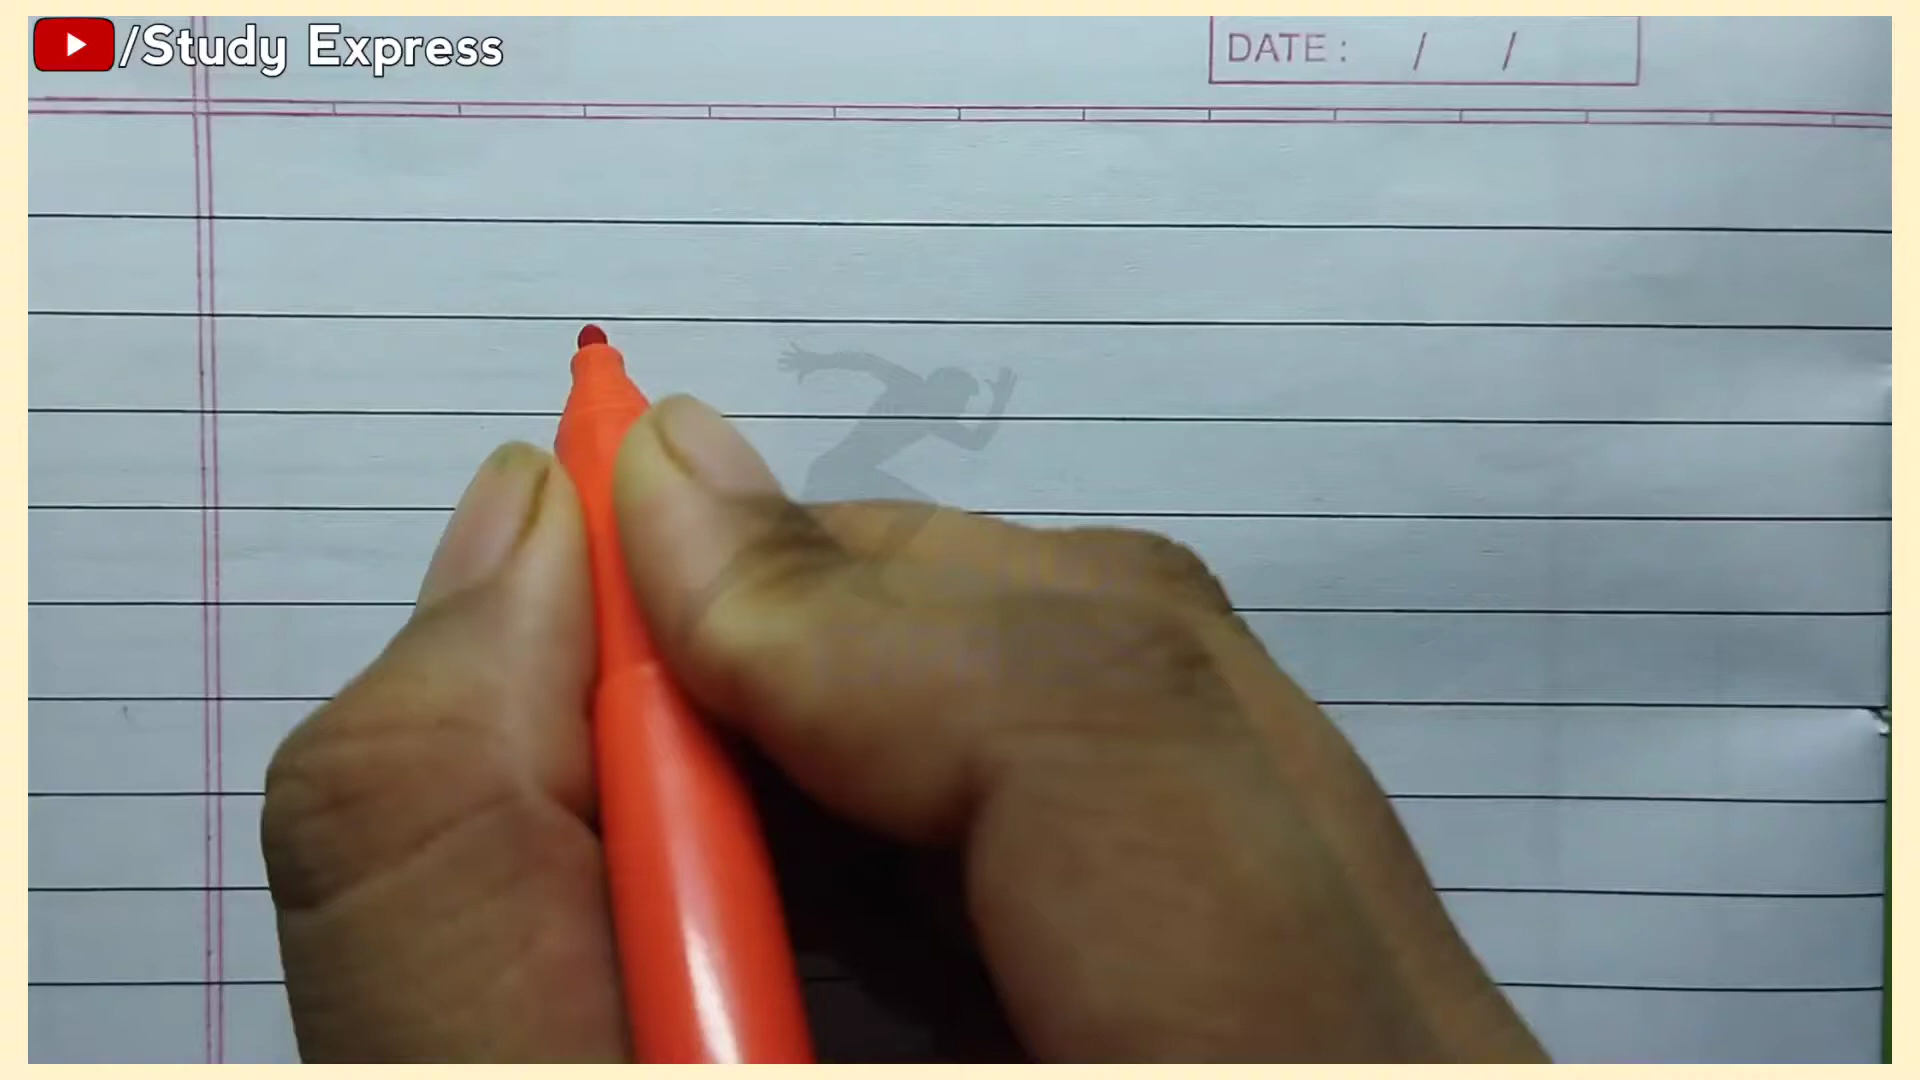 /Study Express
DATE : / /